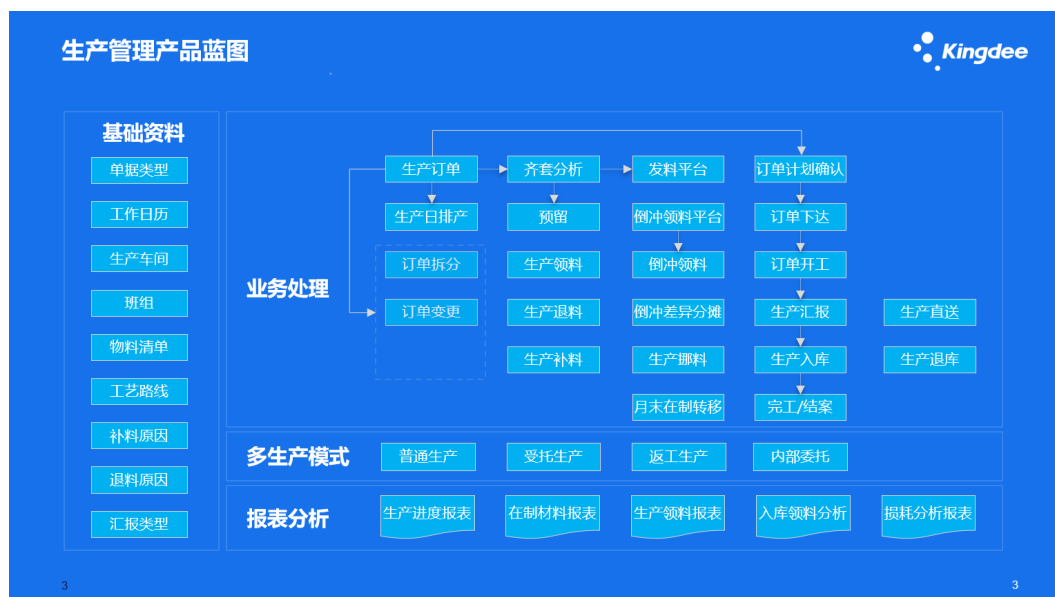 生产管理产品蓝图
Kingdee
基础资料
单据类型
工作日历
生产车间
班组
物料清单
工艺路线
补料原因
退料原因
汇报类型
业务处理
生产订单
齐套分析
发料平台
订单计划确认
生产日排产
预留
倒冲领料平台
订单下达
订单拆分
生产领料
倒冲领料
订单开工
订单变更
生产退料
倒冲差异分摊
生产汇报
生产直送
生产补料
生产挪料
生产入库
生产退库
月末在制转移
完工/结案
多生产模式
普通生产
受托生产
返工生产
内部委托
报表分析
生产进度报表
在制材料报表
生产领料报表
入库领料分析
损耗分析报表
3
3